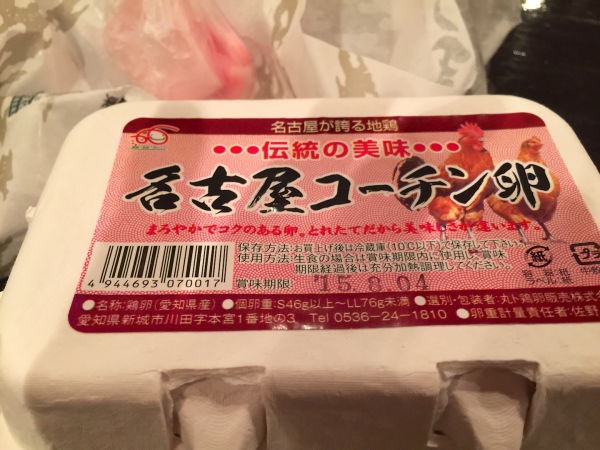 名古屋が誇る地鶏
•••伝統の美味•••
名古屋コーチン卵
まろやかでコクのある卵。とれたてだから美味しさが違います。
保存方法:お買上げ後は冷蔵庫(10℃以下)で保存して下さい。
使用方法:生食の場合は賞味期限内に使用し、賞味
期限経過後は充分加熱調理してください。
賞味期限: '15.8.04
4 944693 070017
●名称:鶏卵(愛知県産) ●個卵重:S46g以上〜LL76g未満 ●選別・包装者:丸ト鶏卵販売株式
愛知県新城市川田字本宮1番地の3 Tel 0536-24-1810 ●卵重計量責任者:佐野
紙
ラベル:紙
プラ